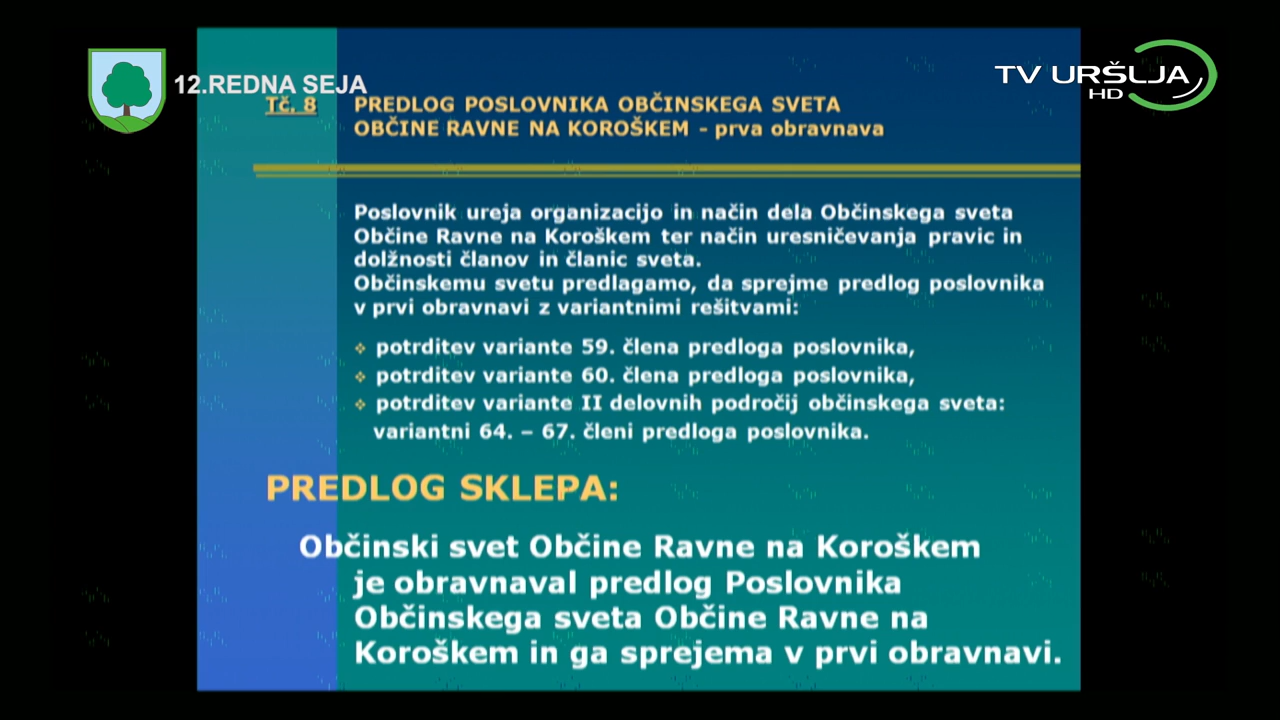 12.REDNA SEJA
TV URŠLJA
HD
Tč. 8 PREDLOG POSLOVNIKA OBČINSKEGA SVETA
OBČINE RAVNE NA KOROŠKEM - prva obravnava
Poslovnik ureja organizacijo in način dela Občinskega sveta
Občine Ravne na Koroškem ter način uresničevanja pravic in
dolžnosti članov in članic sveta.
Občinskemu svetu predlagamo, da sprejme predlog poslovnika
v prvi obravnavi z variantnimi rešitvami:
potrditev variante 59. člena predloga poslovnika,
potrditev variante 60. člena predloga poslovnika,
potrditev variante II delovnih področij občinskega sveta:
variantni 64. – 67. členi predloga poslovnika.
PREDLOG SKLEPA:
Občinski svet Občine Ravne na Koroškem
je obravnaval predlog Poslovnika
Občinskega sveta Občine Ravne na
Koroškem in ga sprejema v prvi obravnavi.